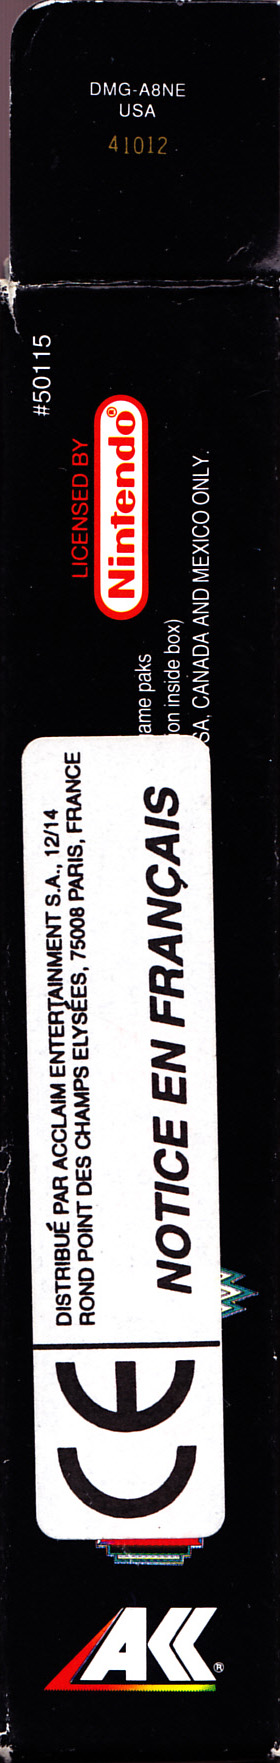 DMG-A8NE
USA
41012
#50115
LICENSED BY
Nintendo®
ame paks
on inside box)
SA, CANADA AND MEXICO ONLY.
DISTRIBUÉ PAR ACCLAIM ENTERTAINMENT S.A., 12/14
ROND POINT DES CHAMPS ELYSÉES, 75008 PARIS, FRANCE
NOTICE EN FRANÇAIS
CE
®